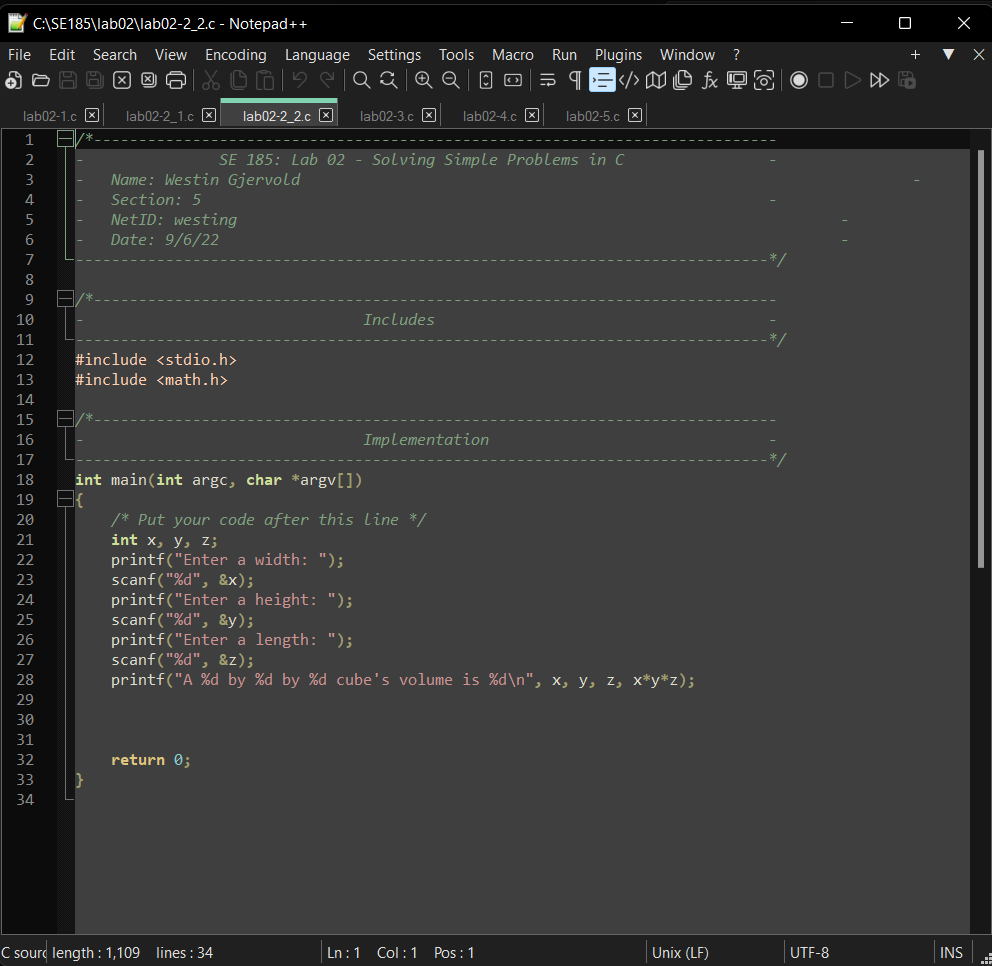 C:\SE185\lab02\lab02-2_2.c - Notepad++
File Edit Search View Encoding Language Settings Tools Macro Run Plugins Window ?
lab02-1.c lab02-2_1.c lab02-2_2.c lab02-3.c lab02-4.c lab02-5.c
1 /*----------------------------------------------------------------------------
2 - SE 185: Lab 02 - Solving Simple Problems in C -
3 - Name: Westin Gjervold -
4 - Section: 5 -
5 - NetID: westing -
6 - Date: 9/6/22 -
7 -----------------------------------------------------------------------------*/
8
9 /*----------------------------------------------------------------------------
10 - Includes -
11 -----------------------------------------------------------------------------*/
12 #include <stdio.h>
13 #include <math.h>
14
15 /*----------------------------------------------------------------------------
16 - Implementation -
17 -----------------------------------------------------------------------------*/
18 int main(int argc, char *argv[])
19 {
20 /* Put your code after this line */
21 int x, y, z;
22 printf("Enter a width: ");
23 scanf("%d", &x);
24 printf("Enter a height: ");
25 scanf("%d", &y);
26 printf("Enter a length: ");
27 scanf("%d", &z);
28 printf("A %d by %d by %d cube's volume is %d\n", x, y, z, x*y*z);
29
30
31
32 return 0;
33 }
34
C sourc length : 1,109 lines : 34 Ln : 1 Col : 1 Pos : 1 Unix (LF) UTF-8 INS